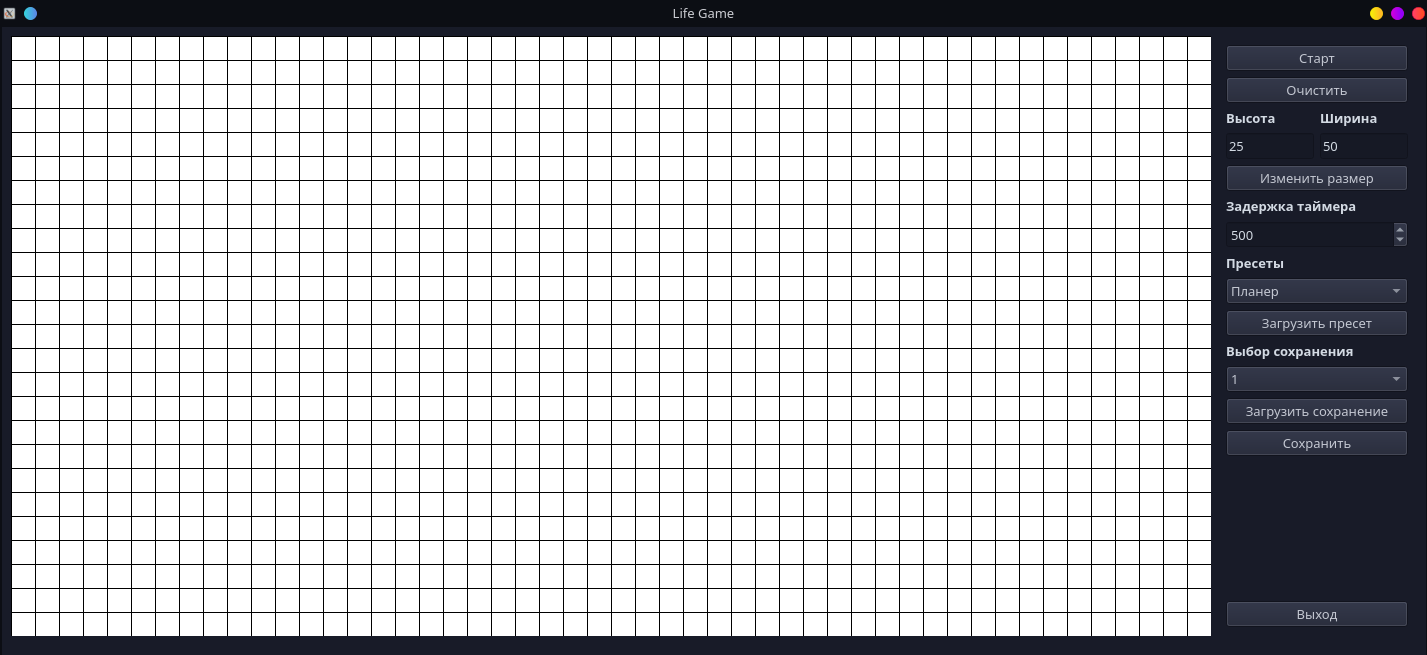 Life Game
Старт
Очистить
Высота Ширина
25 50
Изменить размер
Задержка таймера
500
Пресеты
Планер
Загрузить пресет
Выбор сохранения
1
Загрузить сохранение
Сохранить
Выход